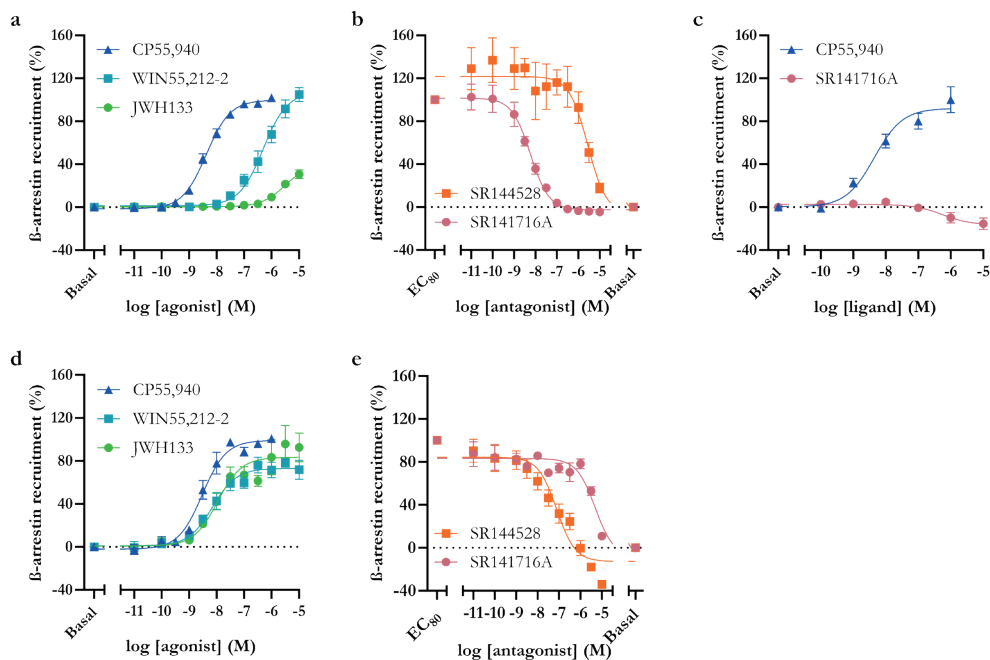 a
160
120
80
40
0
-40
ß-arrestin recruitment (%)
CP55,940
WIN55,212-2
JWH133
Basal
-11 -10 -9 -8 -7 -6 -5
log [agonist] (M)
b
160
120
80
40
0
-40
ß-arrestin recruitment (%)
SR144528
SR141716A
EC80
-11 -10 -9 -8 -7 -6 -5
Basal
log [antagonist] (M)
c
160
120
80
40
0
-40
ß-arrestin recruitment (%)
CP55,940
SR141716A
Basal
-10 -9 -8 -7 -6 -5
log [ligand] (M)
d
160
120
80
40
0
-40
ß-arrestin recruitment (%)
CP55,940
WIN55,212-2
JWH133
Basal
-11 -10 -9 -8 -7 -6 -5
log [agonist] (M)
e
160
120
80
40
0
-40
ß-arrestin recruitment (%)
SR144528
SR141716A
EC80
-11 -10 -9 -8 -7 -6 -5
Basal
log [antagonist] (M)